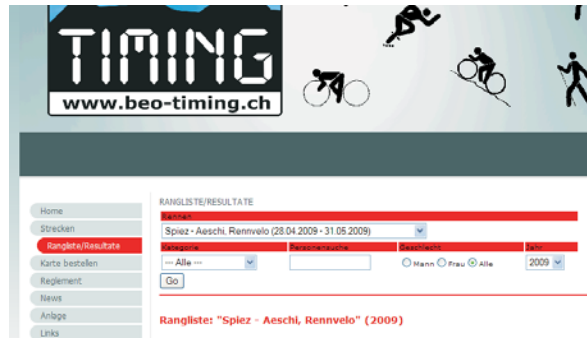 TIMING
www.beo-timing.ch
Home
Strecken
Rangliste/Resultate
Karte bestellen
Reglement
News
Anlage
Links
RANGLISTE/RESULTATE
Rennen
Spiez - Aeschi, Rennvelo (28.04.2009 - 31.05.2009)
Kategorie Personensuche Geschlecht Jahr
--- Alle --- Mann Frau Alle 2009
Go
Rangliste: "Spiez - Aeschi, Rennvelo" (2009)